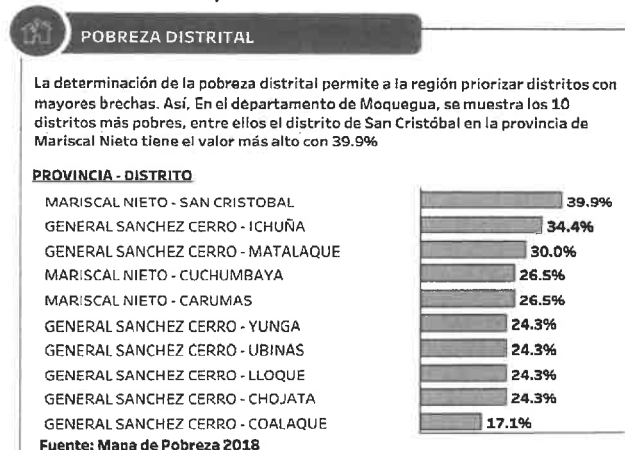 POBREZA DISTRITAL
La determinación de la pobreza distrital permite a la región priorizar distritos con
mayores brechas. Así, En el departamento de Moquegua, se muestra los 10
distritos más pobres, entre ellos el distrito de San Cristóbal en la provincia de
Mariscal Nieto tiene el valor más alto con 39.9%
PROVINCIA - DISTRITO
MARISCAL NIETO - SAN CRISTOBAL 39.9%
GENERAL SANCHEZ CERRO - ICHUÑA 34.4%
GENERAL SANCHEZ CERRO - MATALAQUE 30.0%
MARISCAL NIETO - CUCHUMBAYA 26.5%
MARISCAL NIETO - CARUMAS 26.5%
GENERAL SANCHEZ CERRO - YUNGA 24.3%
GENERAL SANCHEZ CERRO - UBINAS 24.3%
GENERAL SANCHEZ CERRO - LLOQUE 24.3%
GENERAL SANCHEZ CERRO - CHOJATA 24.3%
GENERAL SANCHEZ CERRO - COALAQUE 17.1%
Fuente: Mapa de Pobreza 2018